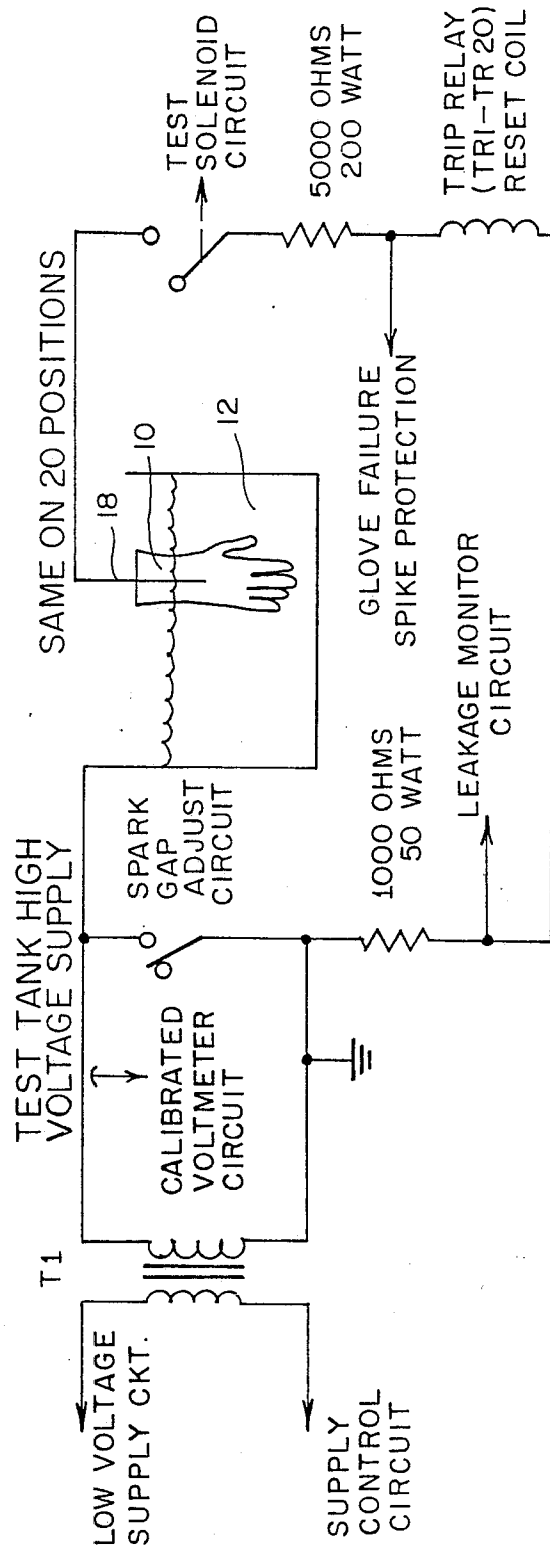 LOW VOLTAGE
SUPPLY CKT.
SUPPLY
CONTROL
CIRCUIT
T1
TEST TANK HIGH
VOLTAGE SUPPLY
CALIBRATED
VOLTMETER
CIRCUIT
SPARK
GAP
ADJUST
CIRCUIT
1000 OHMS
50 WATT
LEAKAGE MONITOR
CIRCUIT
SAME ON 20 POSITIONS
18
10
12
GLOVE FAILURE
SPIKE PROTECTION
TEST
SOLENOID
CIRCUIT
5000 OHMS
200 WATT
TRIP RELAY
(TRI-TR20)
RESET COIL